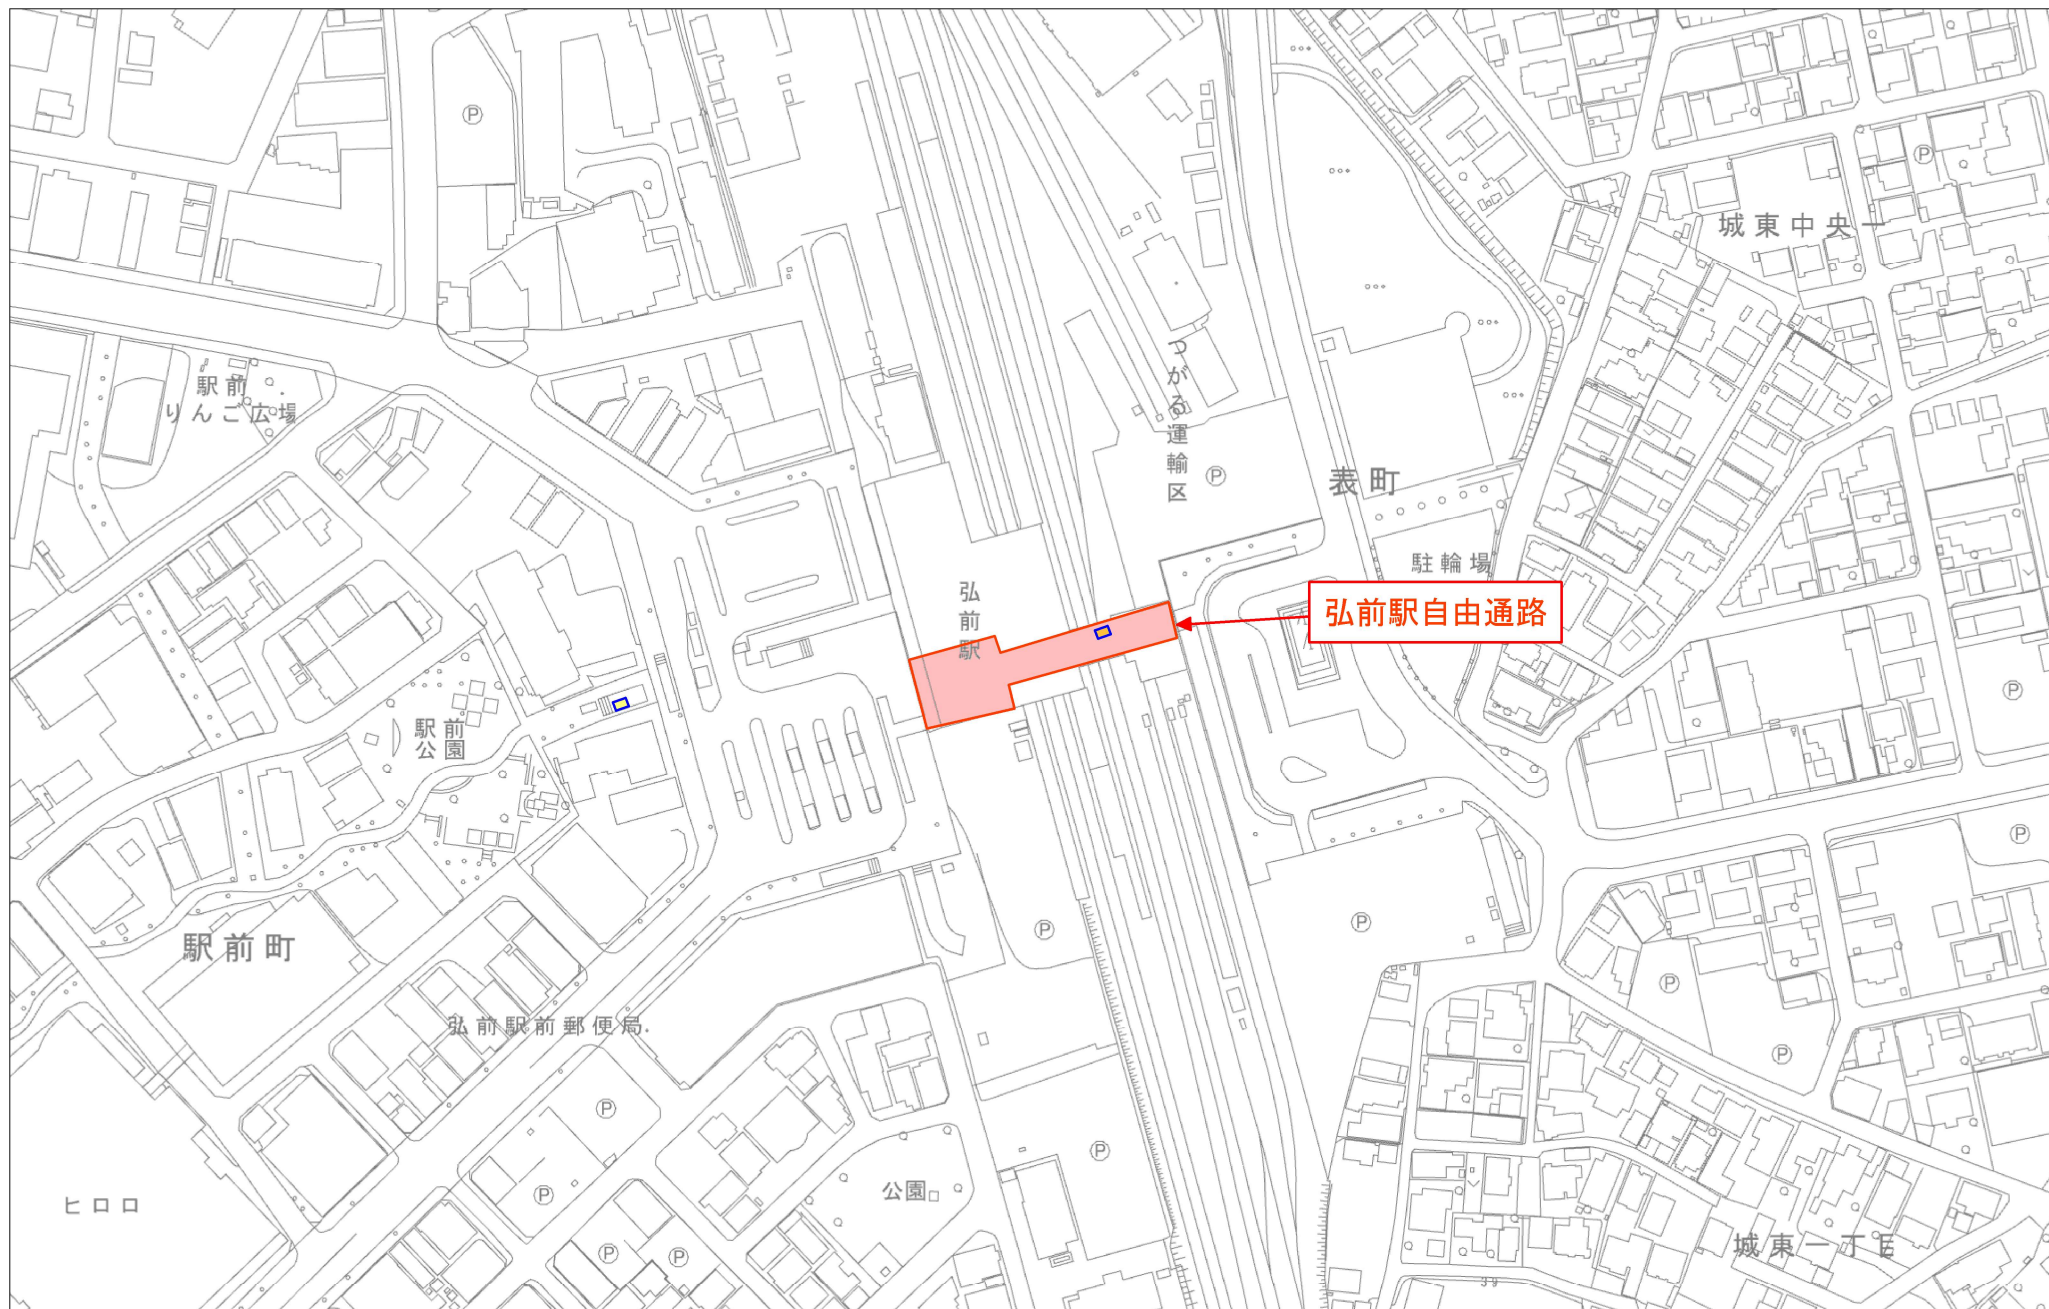 P
P
城東中央一
つがる運輸区
駅前
りんご広場
P
表町
駐輪場
弘前駅
弘前駅自由通路
P
駅前
公園
P
P
P
駅前町
P
弘前駅前郵便局
P
P
P
公園
P
ヒロロ
城東一丁目
P
P
39